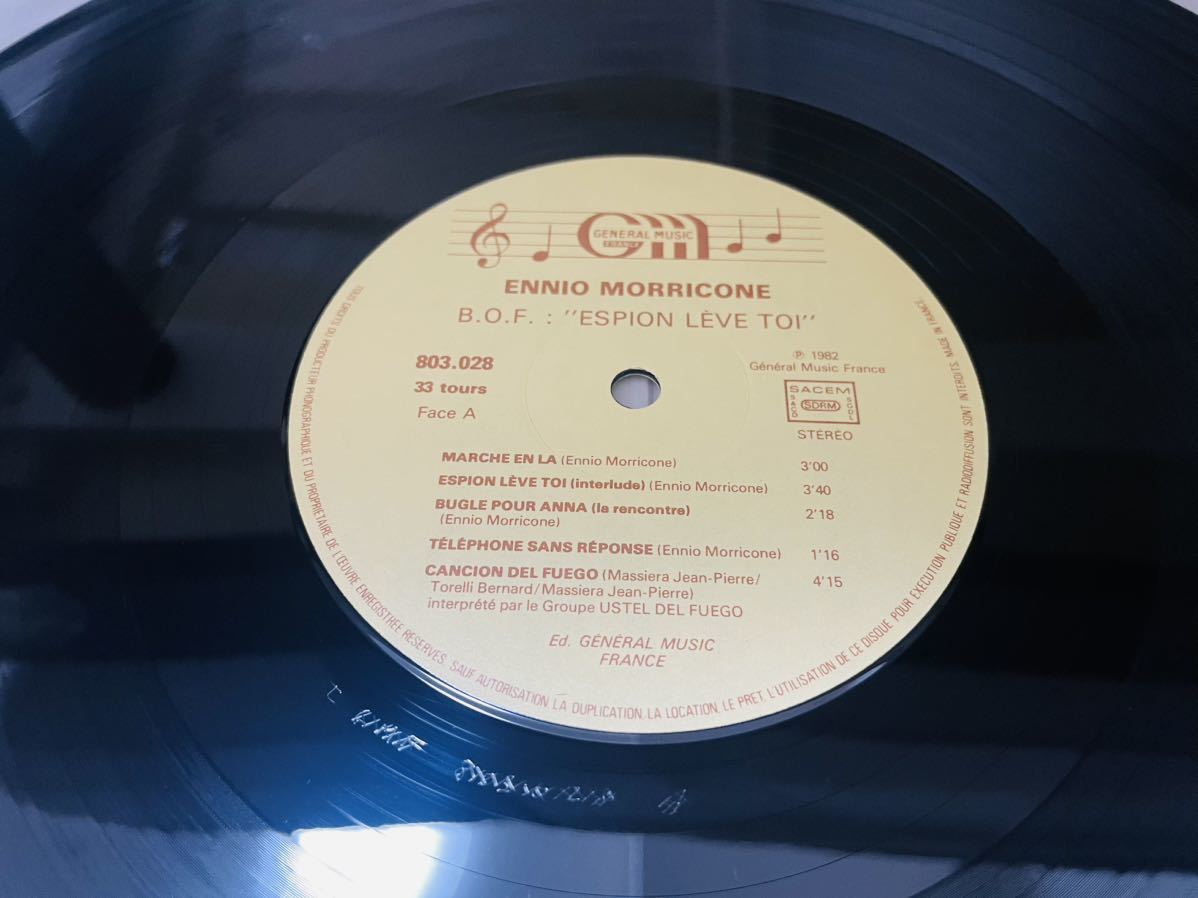 GENERAL MUSIC
FRANCE
ENNIO MORRICONE
B.O.F. : "ESPION LÈVE TOI"
803.028
33 tours
Face A
℗ 1982
Général Music France
SACEM
SACD
SDRM
SGDL
STÉRÉO
MARCHE EN LA (Ennio Morricone) 3'00
ESPION LÈVE TOI (interlude) (Ennio Morricone) 3'40
BUGLE POUR ANNA (la rencontre) 2'18
(Ennio Morricone)
TÉLÉPHONE SANS RÉPONSE (Ennio Morricone) 1'16
CANCION DEL FUEGO (Massiera Jean-Pierre/ 4'15
Torelli Bernard/Massiera Jean-Pierre)
interprété par le Groupe USTEL DEL FUEGO
Ed. GÉNÉRAL MUSIC
FRANCE
TOUS DROITS DU PRODUCTEUR PHONOGRAPHIQUE ET DU PROPRIETAIRE DE L'ŒUVRE ENREGISTREE RESERVES. SAUF AUTORISATION LA DUPLICATION, LA LOCATION, LE PRET, L'UTILISATION DE CE DISQUE POUR EXECUTION PUBLIQUE ET RADIODIFFUSION SONT INTERDITS. MADE IN FRANCE.